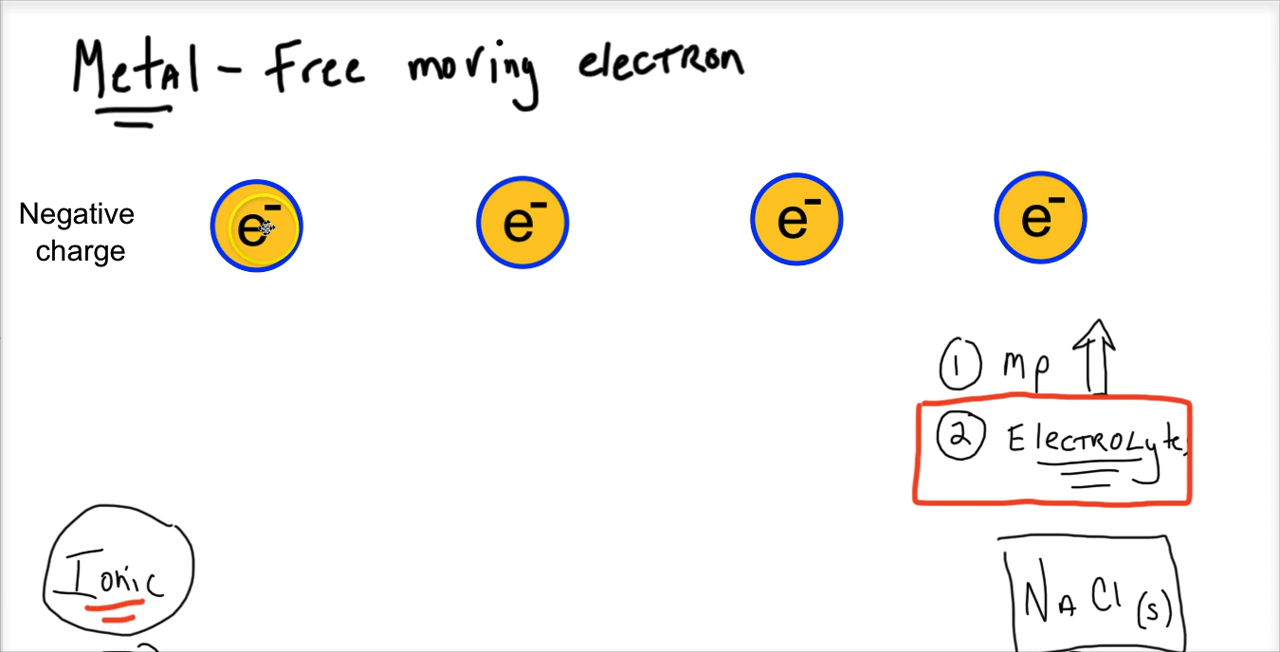 Metal - Free moving electron
Negative
charge
e-
e-
e-
e-
① mp
② Electrolyte
Ionic
NaCl (s)